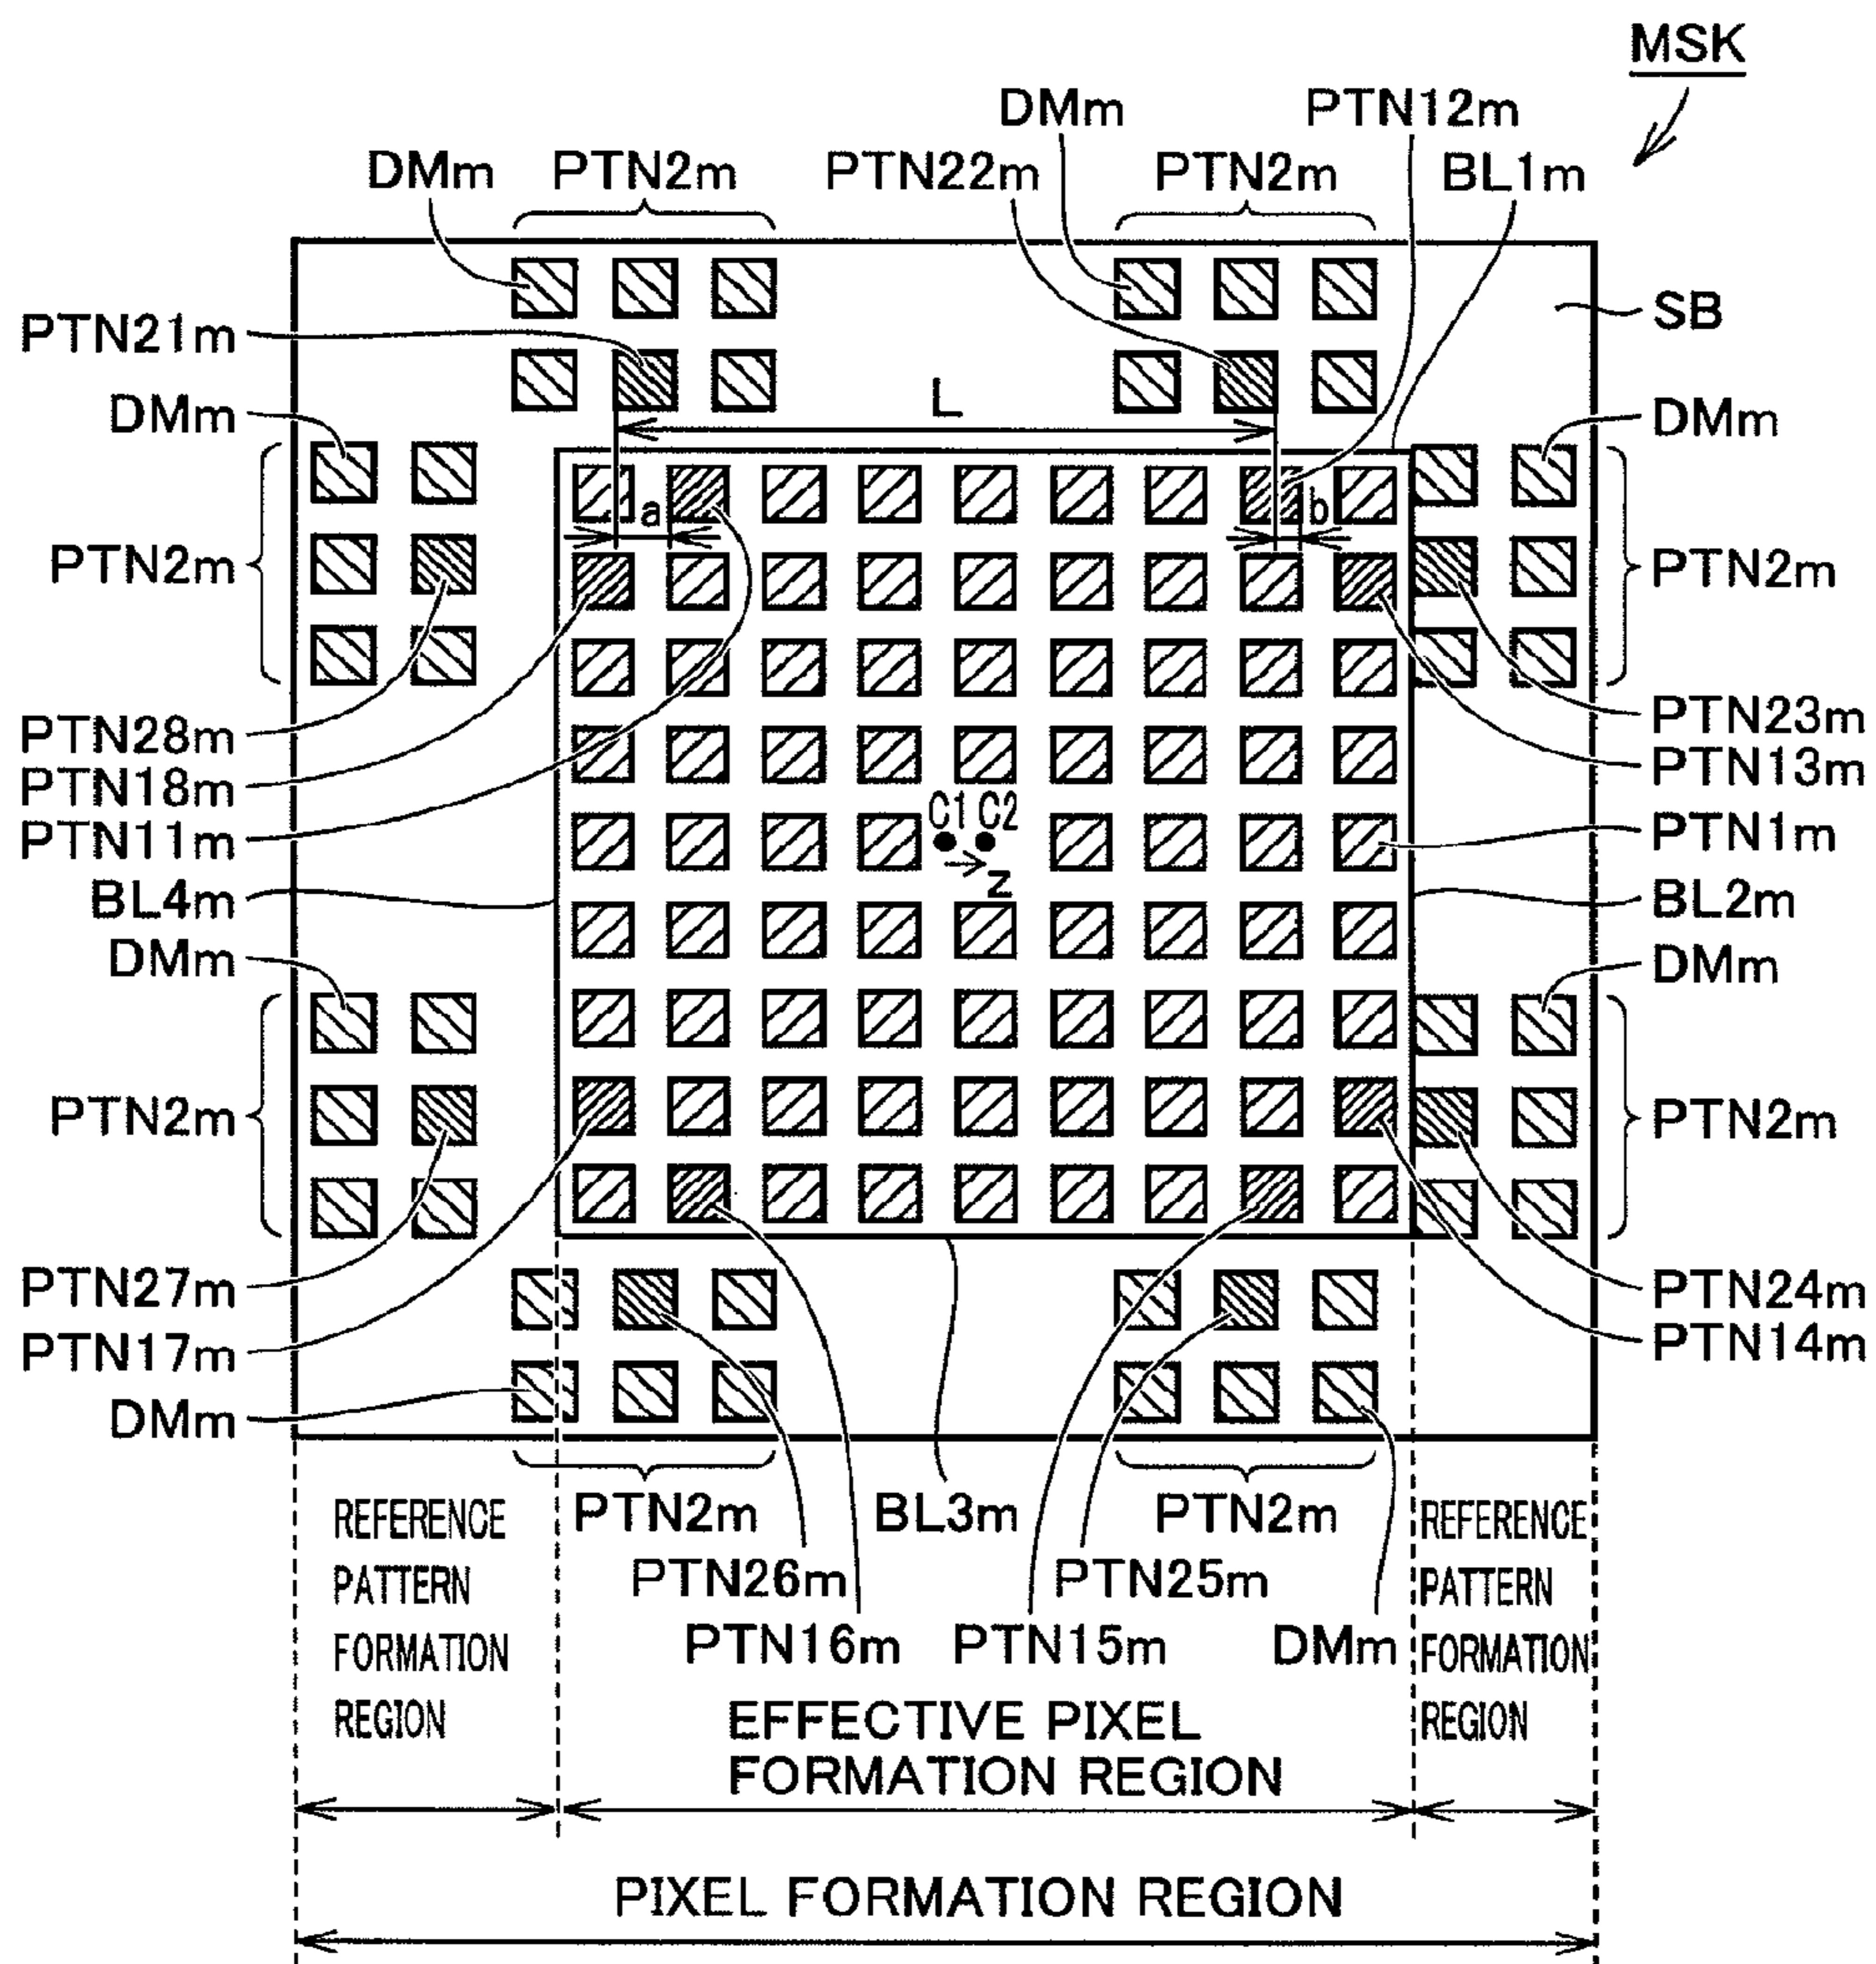 MSK
DMm
PTN12m
DMm
PTN2m
PTN22m
PTN2m
BL1m
SB
PTN21m
L
DMm
DMm
a
b
PTN2m
PTN2m
PTN28m
PTN23m
PTN18m
PTN13m
PTN11m
C1 C2
PTN1m
z
BL4m
BL2m
DMm
DMm
PTN2m
PTN2m
PTN27m
PTN24m
PTN17m
PTN14m
DMm
PTN2m
BL3m
PTN2m
PTN26m
PTN25m
PTN16m
PTN15m
DMm
REFERENCE
PATTERN
FORMATION
REGION
EFFECTIVE PIXEL
FORMATION REGION
REFERENCE
PATTERN
FORMATION
REGION
PIXEL FORMATION REGION